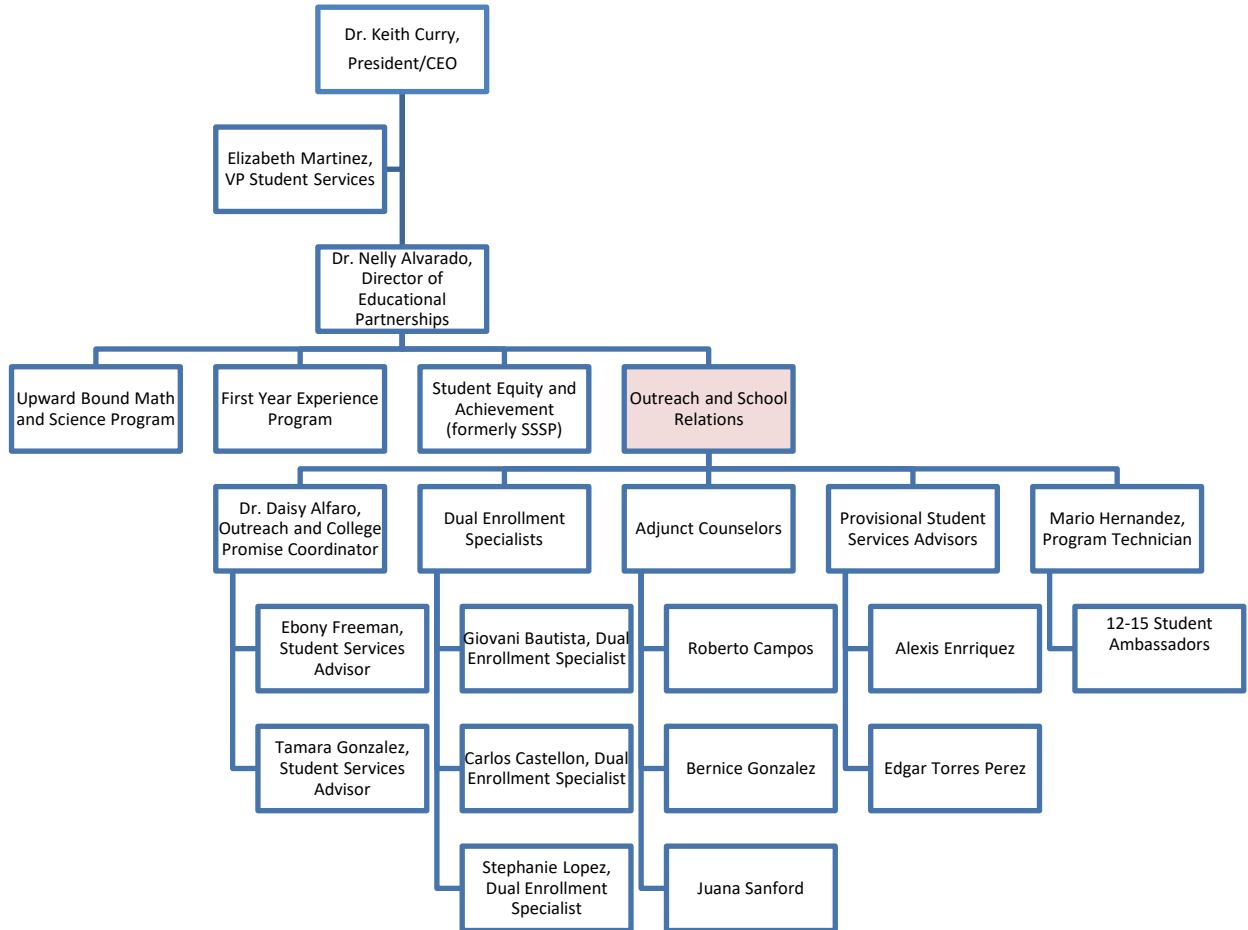 Dr. Keith Curry,
President/CEO
Elizabeth Martinez,
VP Student Services
Dr. Nelly Alvarado,
Director of
Educational
Partnerships
Upward Bound Math
and Science Program
First Year Experience
Program
Student Equity and
Achievement
(formerly SSSP)
Outreach and School
Relations
Dr. Daisy Alfaro,
Outreach and College
Promise Coordinator
Dual Enrollment
Specialists
Adjunct Counselors
Provisional Student
Services Advisors
Mario Hernandez,
Program Technician
Ebony Freeman,
Student Services
Advisor
Giovani Bautista, Dual
Enrollment Specialist
Roberto Campos
Alexis Enrriquez
12-15 Student
Ambassadors
Tamara Gonzalez,
Student Services
Advisor
Carlos Castellon, Dual
Enrollment Specialist
Bernice Gonzalez
Edgar Torres Perez
Stephanie Lopez,
Dual Enrollment
Specialist
Juana Sanford